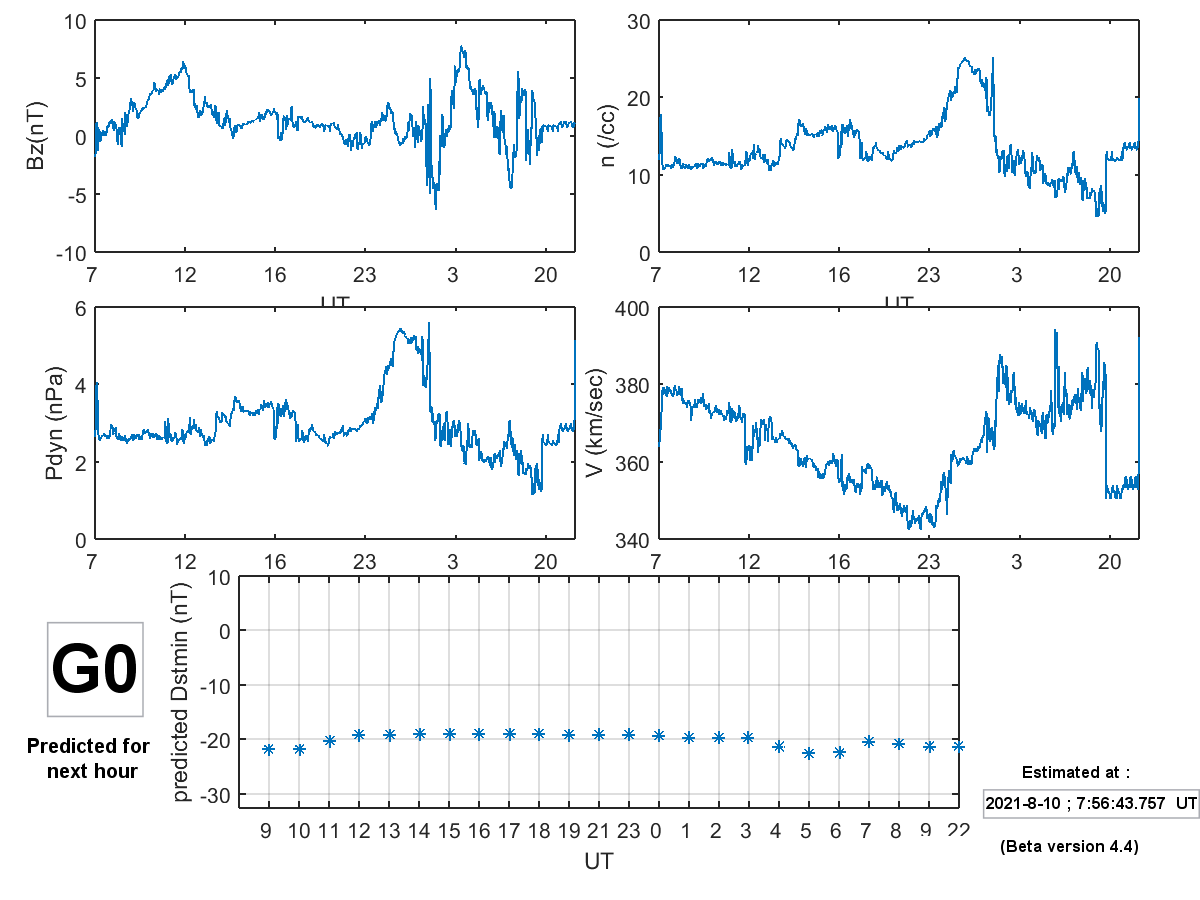 10
5
0
-5
-10
Bz(nT)
7 12 16 23 3 20
UT
30
20
10
0
n (/cc)
7 12 16 23 3 20
UT
6
4
2
0
Pdyn (nPa)
7 12 16 23 3 20
400
380
360
340
V (km/sec)
7 12 16 23 3 20
10
0
-10
-20
-30
predicted Dstmin (nT)
9 10 11 12 13 14 15 16 17 18 19 21 23 0 1 2 3 4 5 6 7 8 9 22
UT
G0
Predicted for
next hour
Estimated at :
2021-8-10 ; 7:56:43.757 UT
(Beta version 4.4)